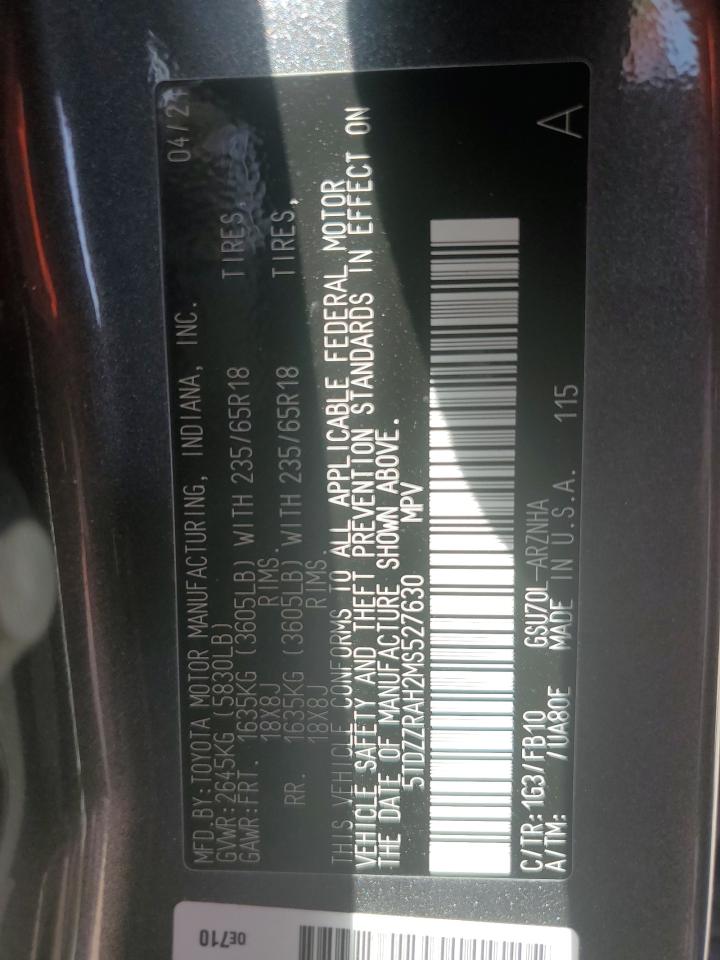 MFD. BY: TOYOTA MOTOR MANUFACTURING, INDIANA, INC. 04/21
GVWR: 2645KG (5830LB)
GAWR: FRT. 1635KG (3605LB) WITH 235/65R18 TIRES,
18X8J RIMS.
RR. 1635KG (3605LB) WITH 235/65R18 TIRES,
18X8J RIMS.
THIS VEHICLE CONFORMS TO ALL APPLICABLE FEDERAL MOTOR
VEHICLE SAFETY AND THEFT PREVENTION STANDARDS IN EFFECT ON
THE DATE OF MANUFACTURE SHOWN ABOVE.
5TDZZRAH2MS527630 MPV
C/TR: 1G3/FB10 GSU70L-ARZNHA
A/TM: /UA80E MADE IN U.S.A. 115 A
0E710